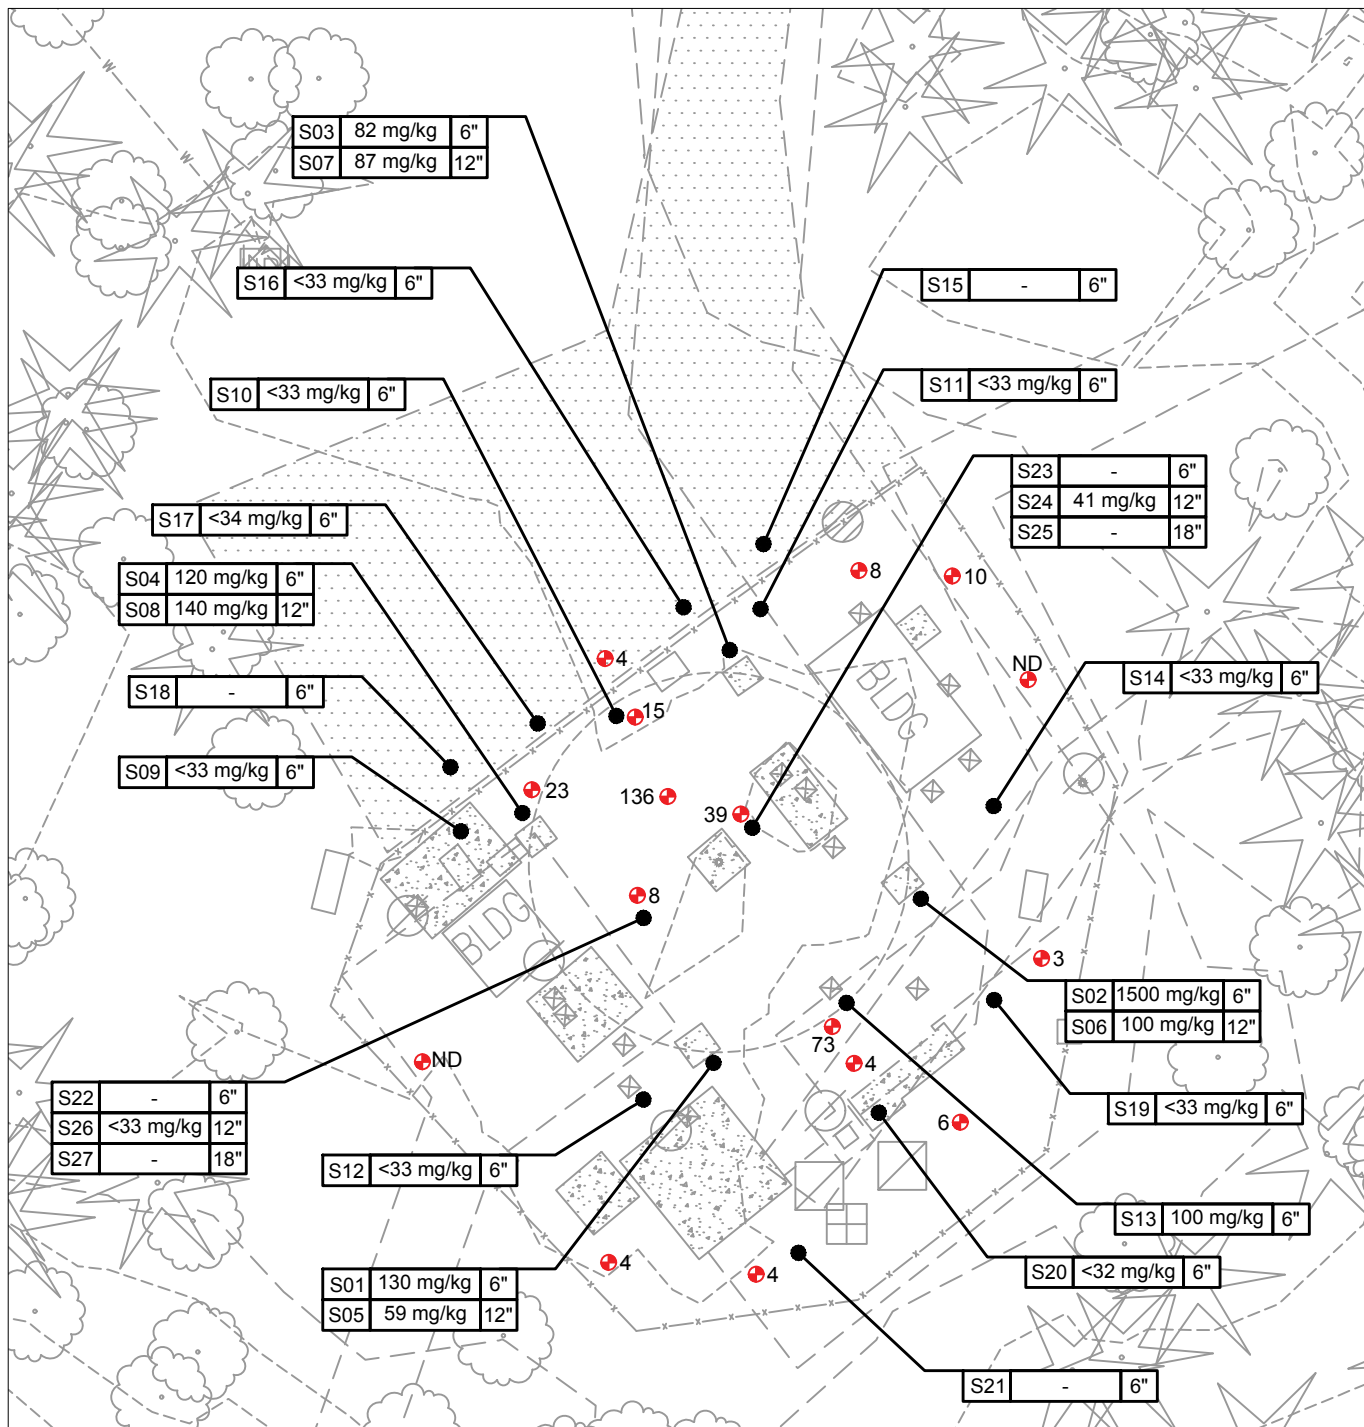 W
W
S03 82 mg/kg 6"
S07 87 mg/kg 12"
S16 <33 mg/kg 6"
S15 - 6"
S10 <33 mg/kg 6"
S11 <33 mg/kg 6"
S23 - 6"
S24 41 mg/kg 12"
S25 - 18"
S17 <34 mg/kg 6"
S04 120 mg/kg 6"
S08 140 mg/kg 12"
8
10
4
ND
S14 <33 mg/kg 6"
S18 - 6"
BLDG
15
S09 <33 mg/kg 6"
23
136
39
8
BLDG
3
S02 1500 mg/kg 6"
S06 100 mg/kg 12"
73
4
ND
S22 - 6"
S26 <33 mg/kg 12"
S27 - 18"
S19 <33 mg/kg 6"
6
S12 <33 mg/kg 6"
S13 100 mg/kg 6"
4
4
S20 <32 mg/kg 6"
S01 130 mg/kg 6"
S05 59 mg/kg 12"
S21 - 6"